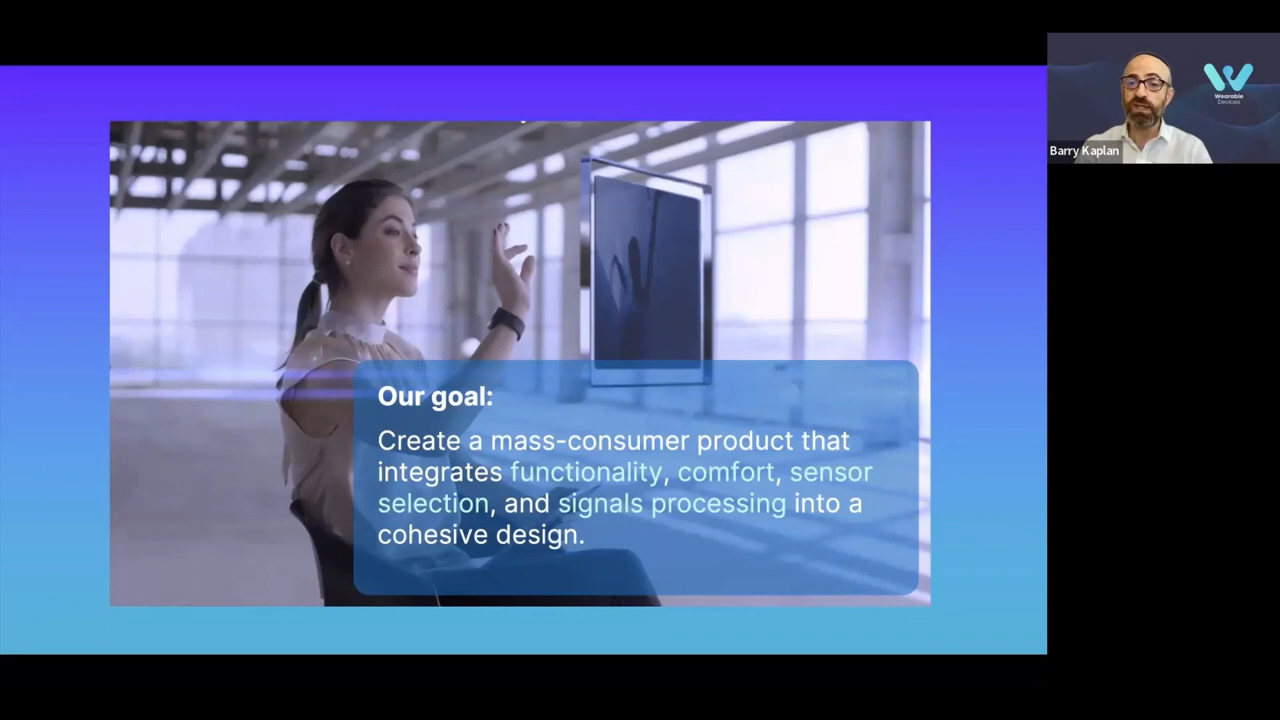 Our goal:
Create a mass-consumer product that
integrates functionality, comfort, sensor
selection, and signals processing into a
cohesive design.
Wearable
Devices
Barry Kaplan